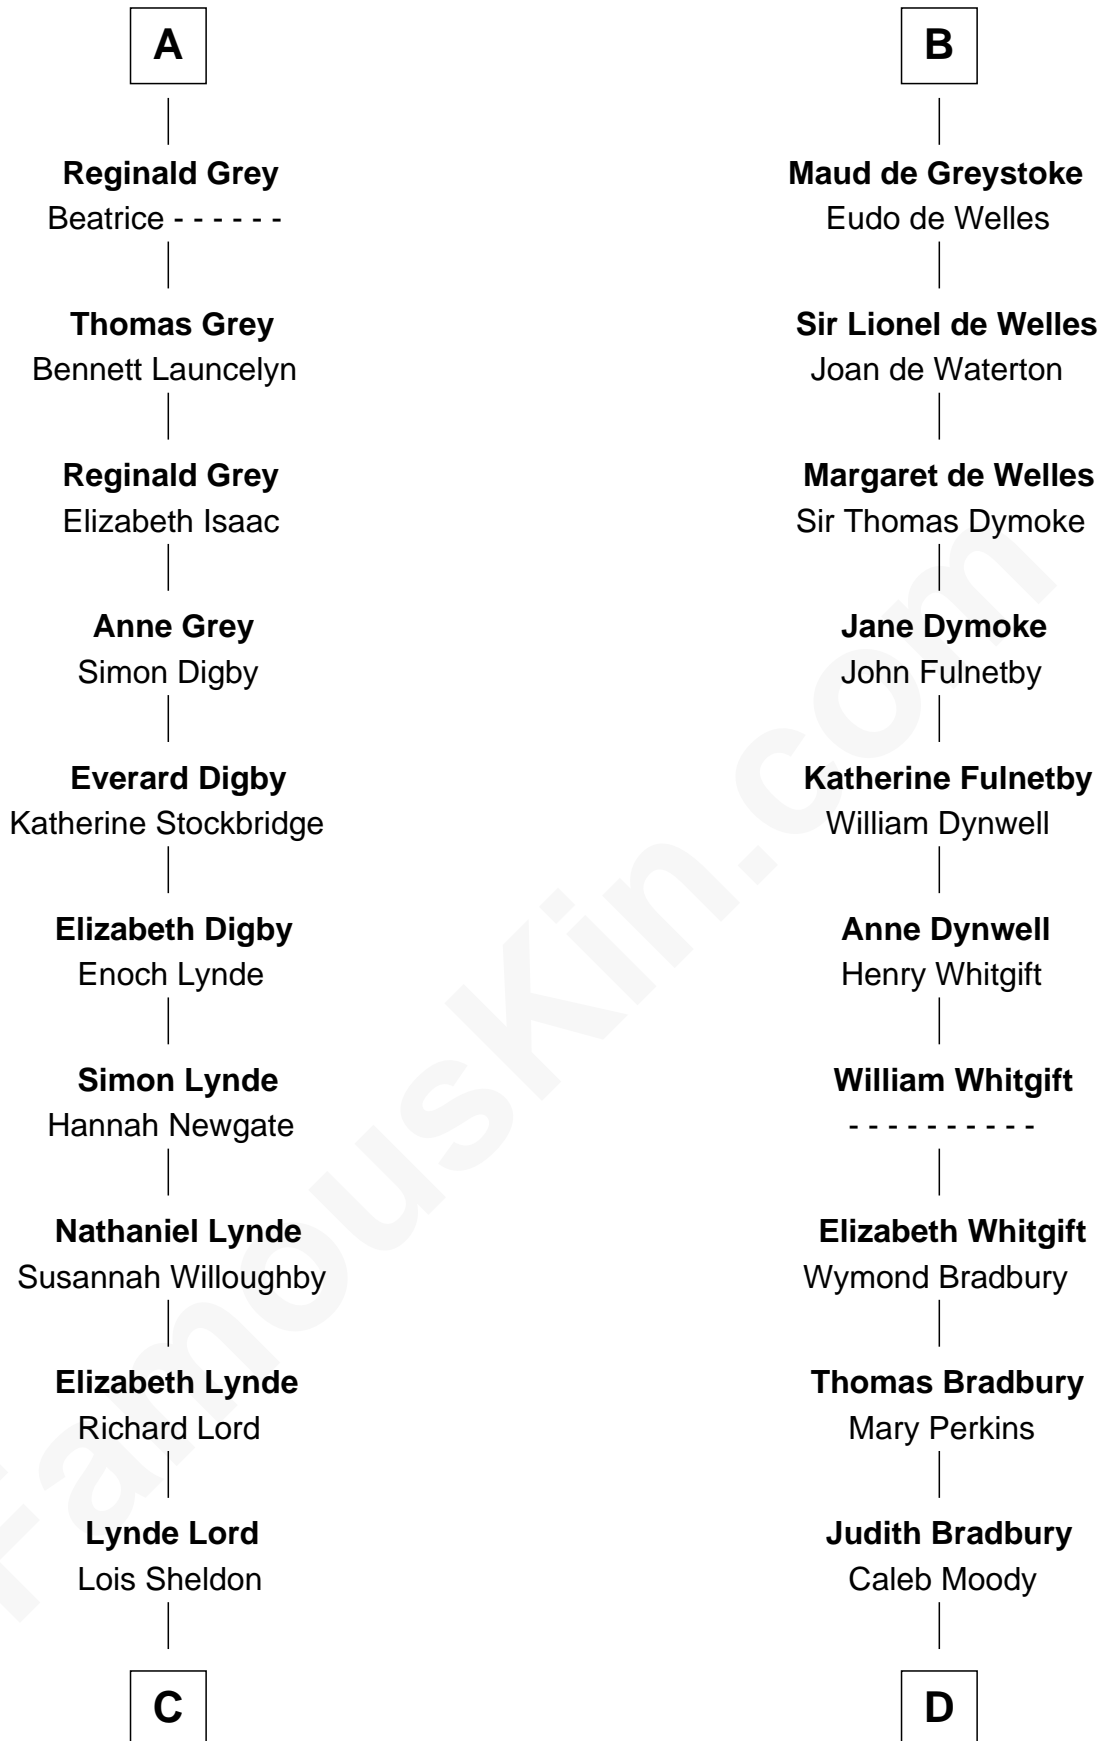 A
Reginald Grey
Beatrice - - - - - -
Thomas Grey
Bennett Launcelyn
Reginald Grey
Elizabeth Isaac
Anne Grey
Simon Digby
Everard Digby
Katherine Stockbridge
Elizabeth Digby
Enoch Lynde
Simon Lynde
Hannah Newgate
Nathaniel Lynde
Susannah Willoughby
Elizabeth Lynde
Richard Lord
Lynde Lord
Lois Sheldon
C
B
Maud de Greystoke
Eudo de Welles
Sir Lionel de Welles
Joan de Waterton
Margaret de Welles
Sir Thomas Dymoke
Jane Dymoke
John Fulnetby
Katherine Fulnetby
William Dynwell
Anne Dynwell
Henry Whitgift
William Whitgift
- - - - - - - - - -
Elizabeth Whitgift
Wymond Bradbury
Thomas Bradbury
Mary Perkins
Judith Bradbury
Caleb Moody
D
FamousKin.com